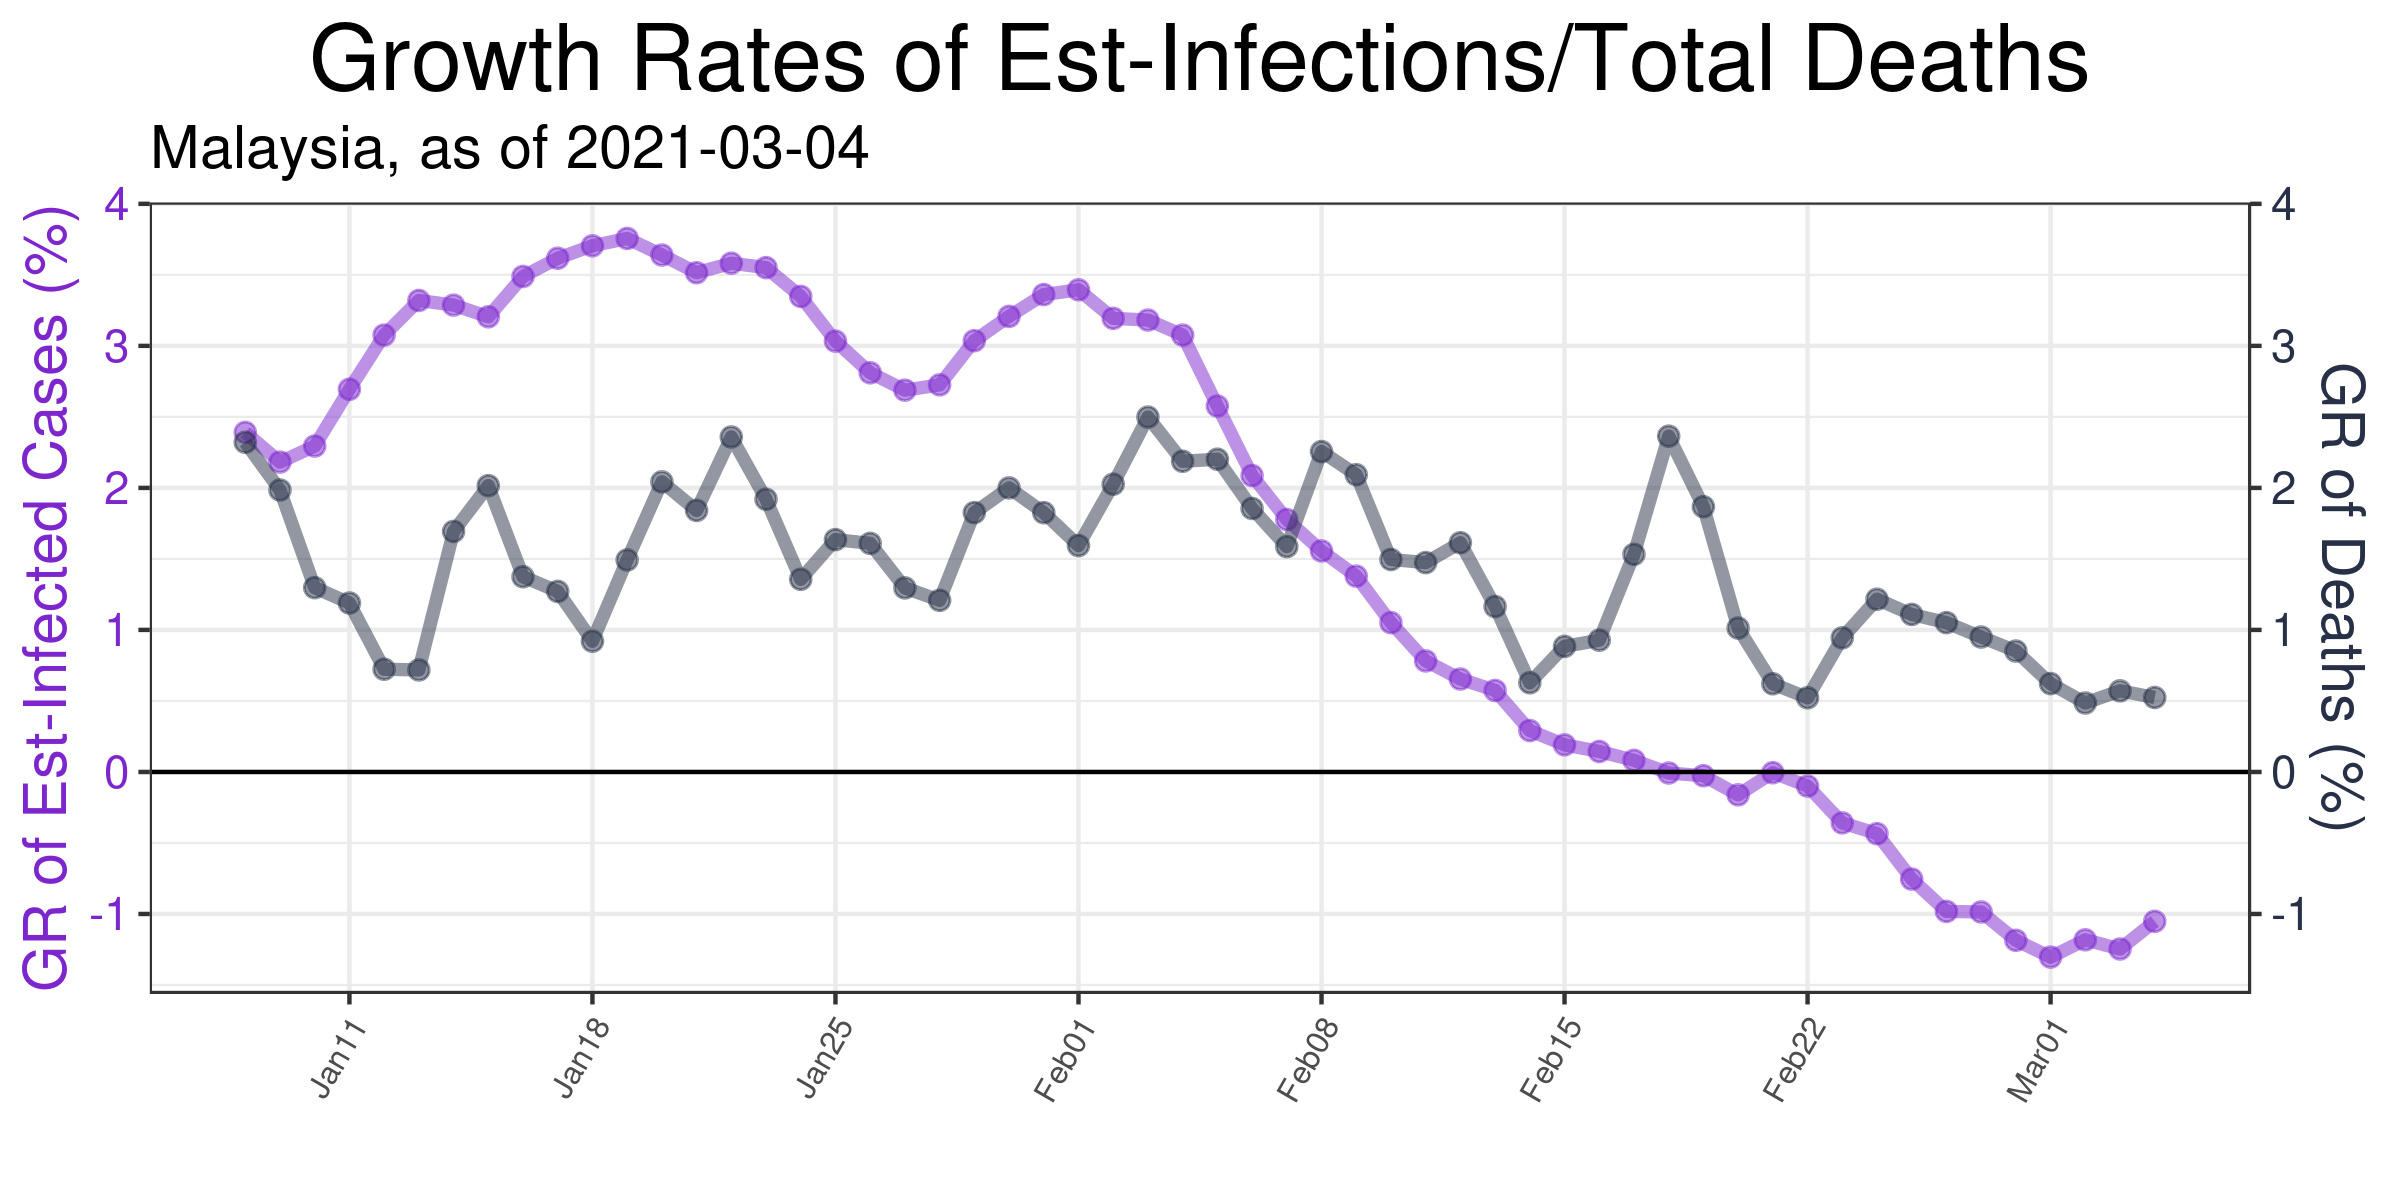 Growth Rates of Est-Infections/Total Deaths
Malaysia, as of 2021-03-04
GR of Est-Infected Cases (%)
4
3
2
1
0
-1
4
3
2
1
0
-1
GR of Deaths (%)
Jan11
Jan18
Jan25
Feb01
Feb08
Feb15
Feb22
Mar01